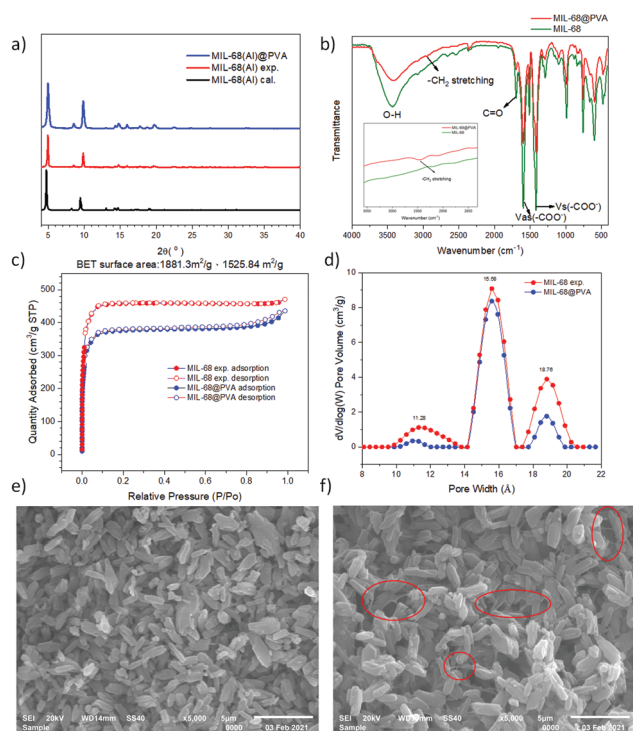 a)
MIL-68(Al)@PVA
MIL-68(Al) exp.
MIL-68(Al) cal.
4 10 15 20 25 30 35 40
2θ(°)
b)
MIL-68@PVA
MIL-68
Transmittance
-CH2 stretching
O-H
C=O
MIL-68@PVA
MIL-68
-CH2 stretching
Wavenumber (cm-1)
Vs(-COO-)
Vas(-COO-)
4000 3500 3000 2500 2000 1500 1000 500
Wavenumber (cm-1)
c)
BET surface area:1881.3m2/g、1525.84 m2/g
Quantity Adsorbed (cm3/g STP)
500
400
300
200
100
0
MIL-68 exp. adsorption
MIL-68 exp. desorption
MIL-68@PVA adsorption
MIL-68@PVA desorption
0.0 0.2 0.4 0.6 0.8 1.0
Relative Pressure (P/Po)
d)
dV/dlog(W) Pore Volume (cm3/g)
10
8
6
4
2
0
MIL-68 exp.
MIL-68@PVA
11.28
18.76
8 10 12 14 16 18 20 22
Pore Width (Å)
e)
SEI 20kV WD14mm SS40 x5,000 5μm
Sample 0000 03 Feb 2021
f)
SEI 20kV WD14mm SS40 x5,000 5μm
Sample 0000 03 Feb 2021